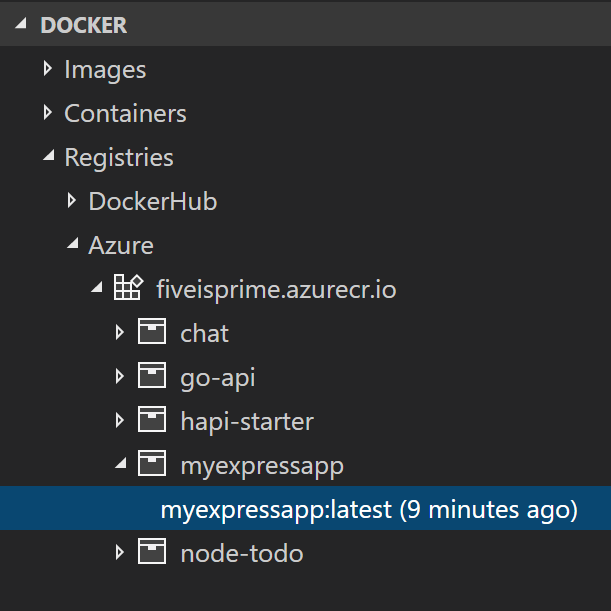 DOCKER
Images
Containers
Registries
DockerHub
Azure
fiveisprime.azurecr.io
chat
go-api
hapi-starter
myexpressapp
myexpressapp:latest (9 minutes ago)
node-todo